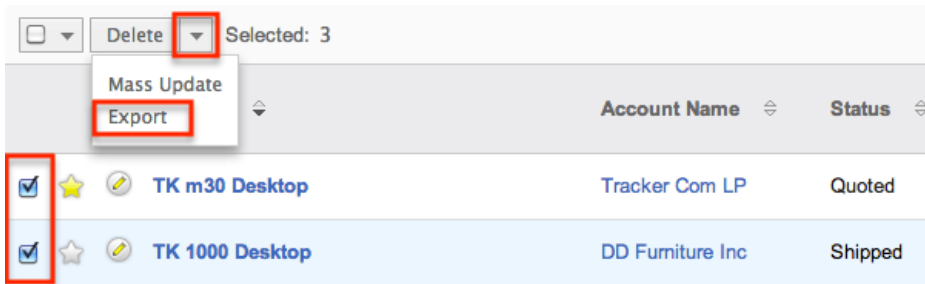 Delete Selected: 3
Mass Update
Export
Account Name Status
TK m30 Desktop Tracker Com LP Quoted
TK 1000 Desktop DD Furniture Inc Shipped